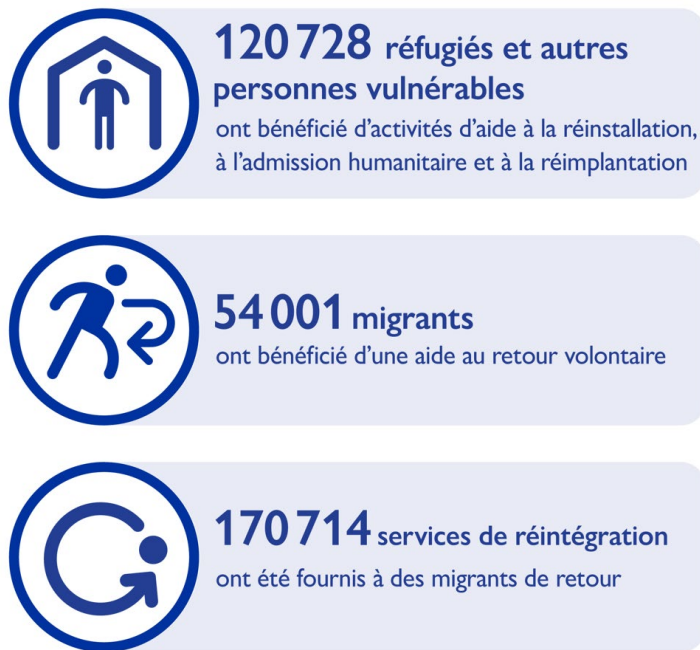 120 728 réfugiés et autres
personnes vulnérables
ont bénéficié d’activités d’aide à la réinstallation,
à l’admission humanitaire et à la réimplantation
54 001 migrants
ont bénéficié d’une aide au retour volontaire
170 714 services de réintégration
ont été fournis à des migrants de retour